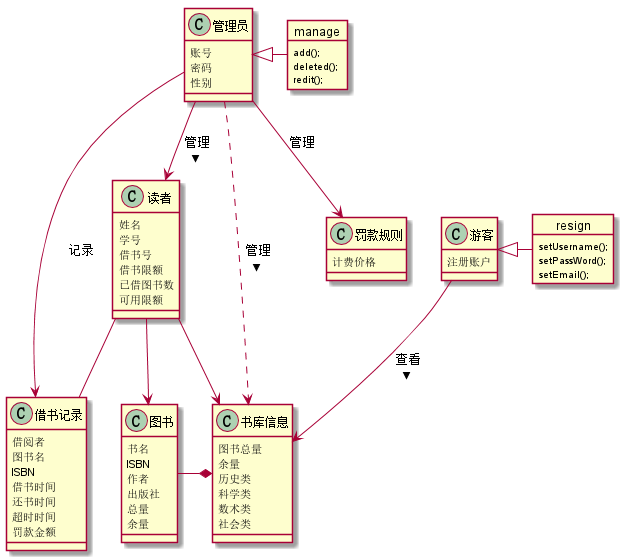 C 管理员
账号
密码
性别
manage
add();
deleted();
redit();
管理
管理
C 读者
姓名
学号
借书号
借书限额
已借图书数
可用限额
记录
管理
C 罚款规则
计费价格
C 游客
注册账户
resign
setUsername();
setPassWord();
setEmail();
查看
C 借书记录
借阅者
图书名
ISBN
借书时间
还书时间
超时时间
罚款金额
C 图书
书名
ISBN
作者
出版社
总量
余量
C 书库信息
图书总量
余量
历史类
科学类
数术类
社会类